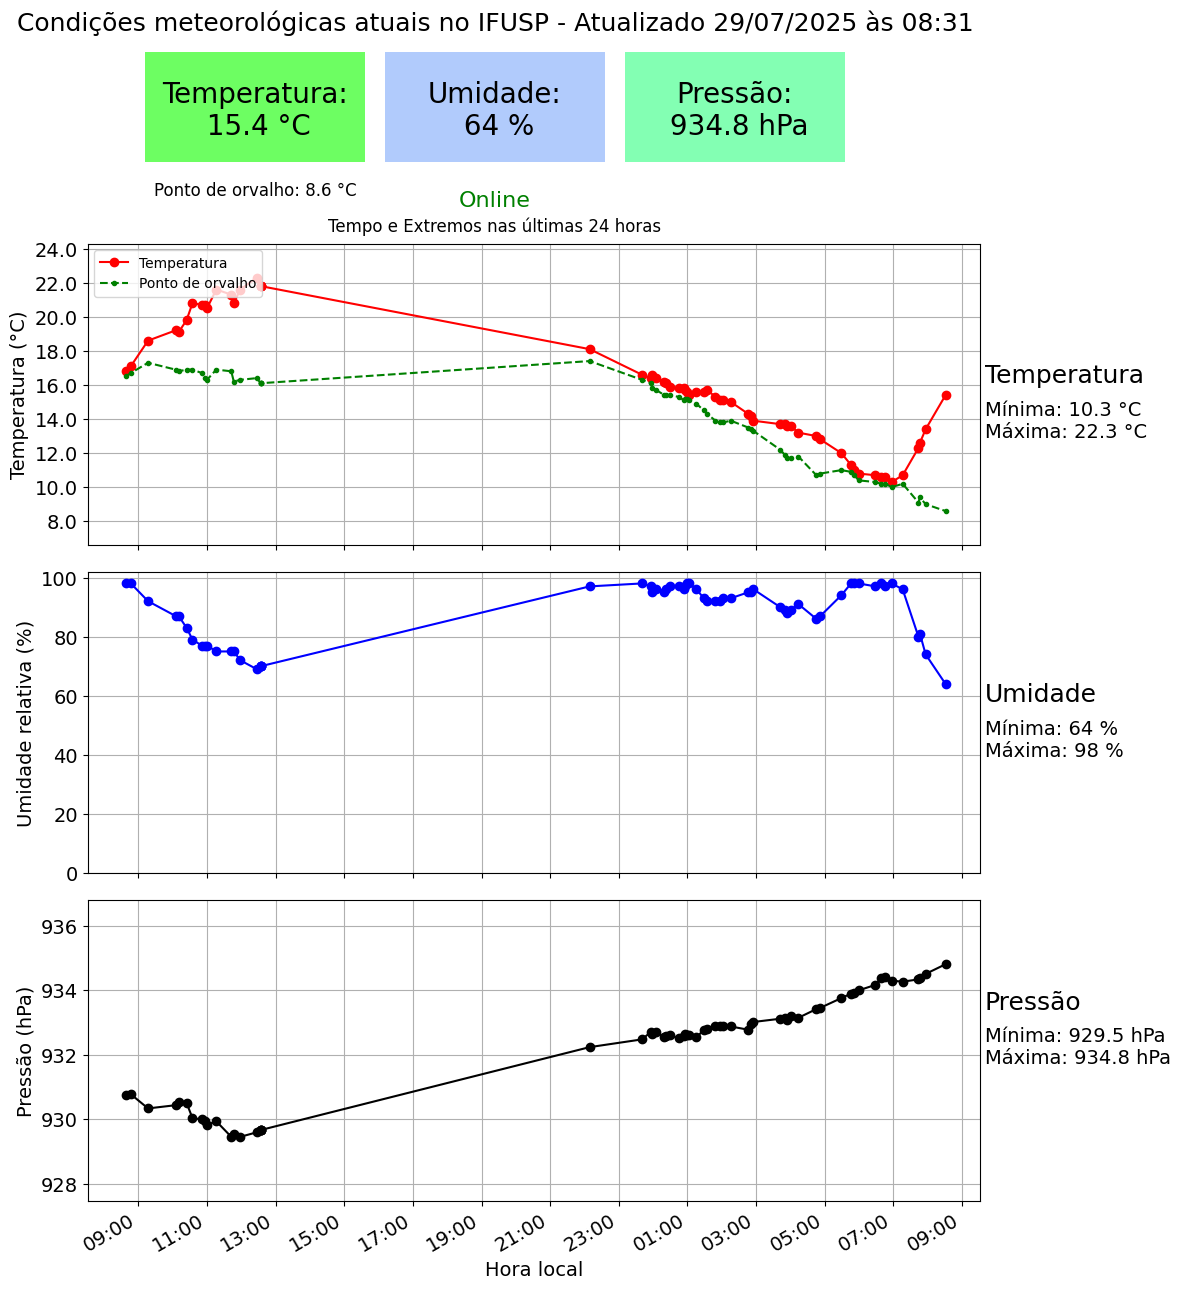 Condições meteorológicas atuais no IFUSP - Atualizado 29/07/2025 às 08:31
Temperatura:
15.4 °C
Umidade:
64 %
Pressão:
934.8 hPa
Ponto de orvalho: 8.6 °C
Online
Tempo e Extremos nas últimas 24 horas
Temperatura (°C)
24.0
22.0
20.0
18.0
16.0
14.0
12.0
10.0
8.0
Temperatura
Ponto de orvalho
Temperatura
Mínima: 10.3 °C
Máxima: 22.3 °C
Umidade relativa (%)
100
80
60
40
20
0
Umidade
Mínima: 64 %
Máxima: 98 %
Pressão (hPa)
936
934
932
930
928
Pressão
Mínima: 929.5 hPa
Máxima: 934.8 hPa
09:00
11:00
13:00
15:00
17:00
19:00
21:00
23:00
01:00
03:00
05:00
07:00
09:00
Hora local